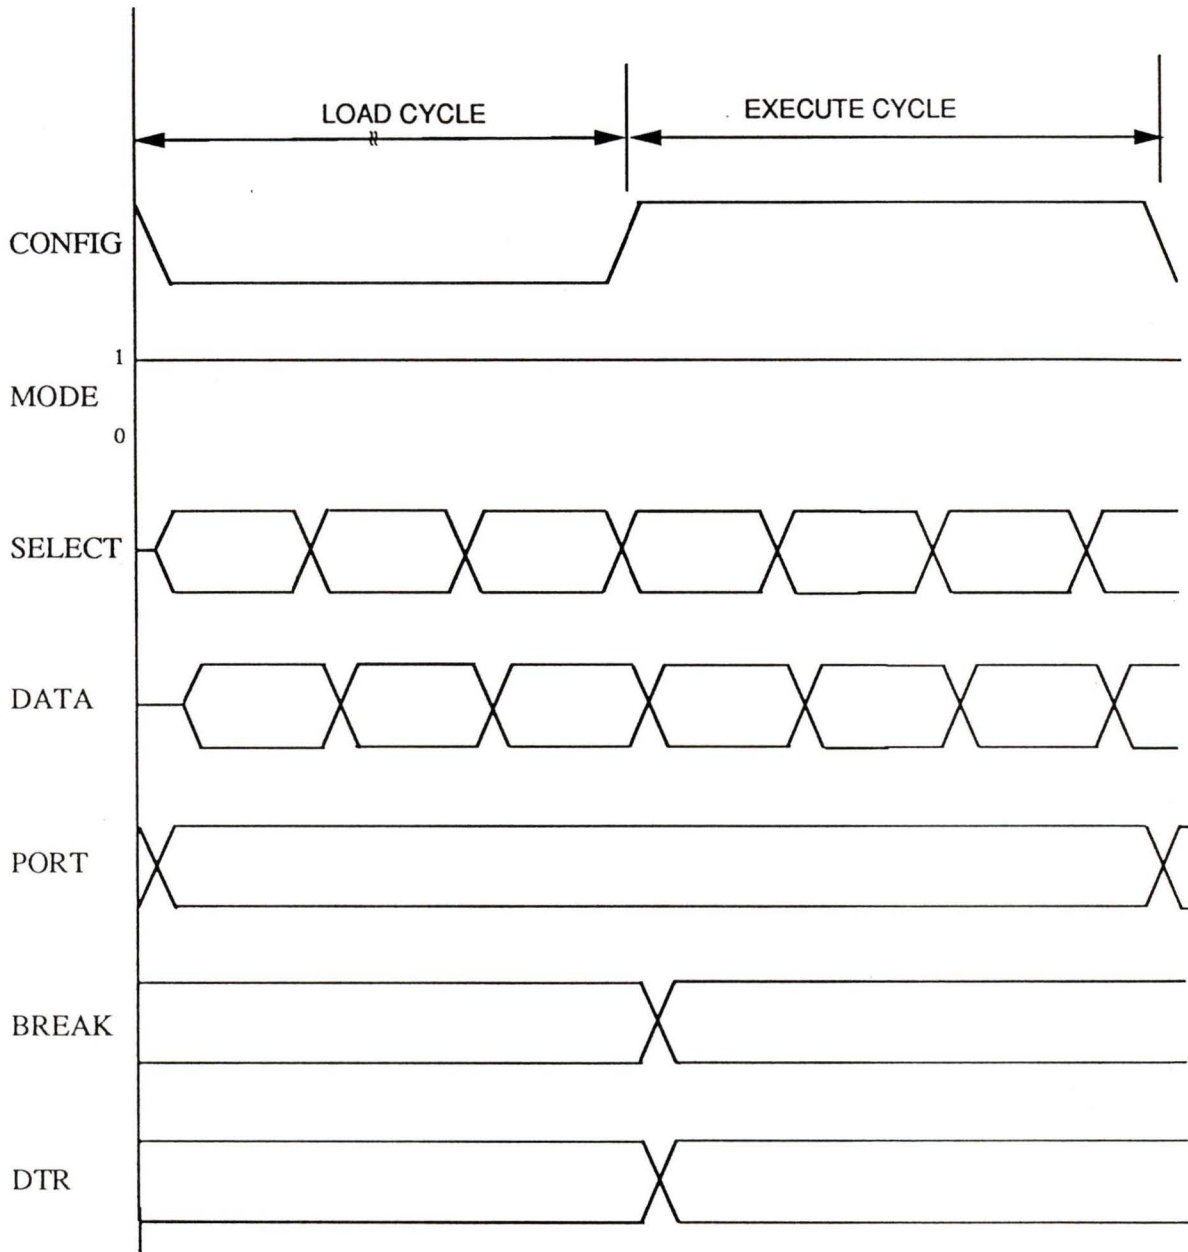 LOAD CYCLE
EXECUTE CYCLE
CONFIG
1
MODE
0
SELECT
DATA
PORT
BREAK
DTR